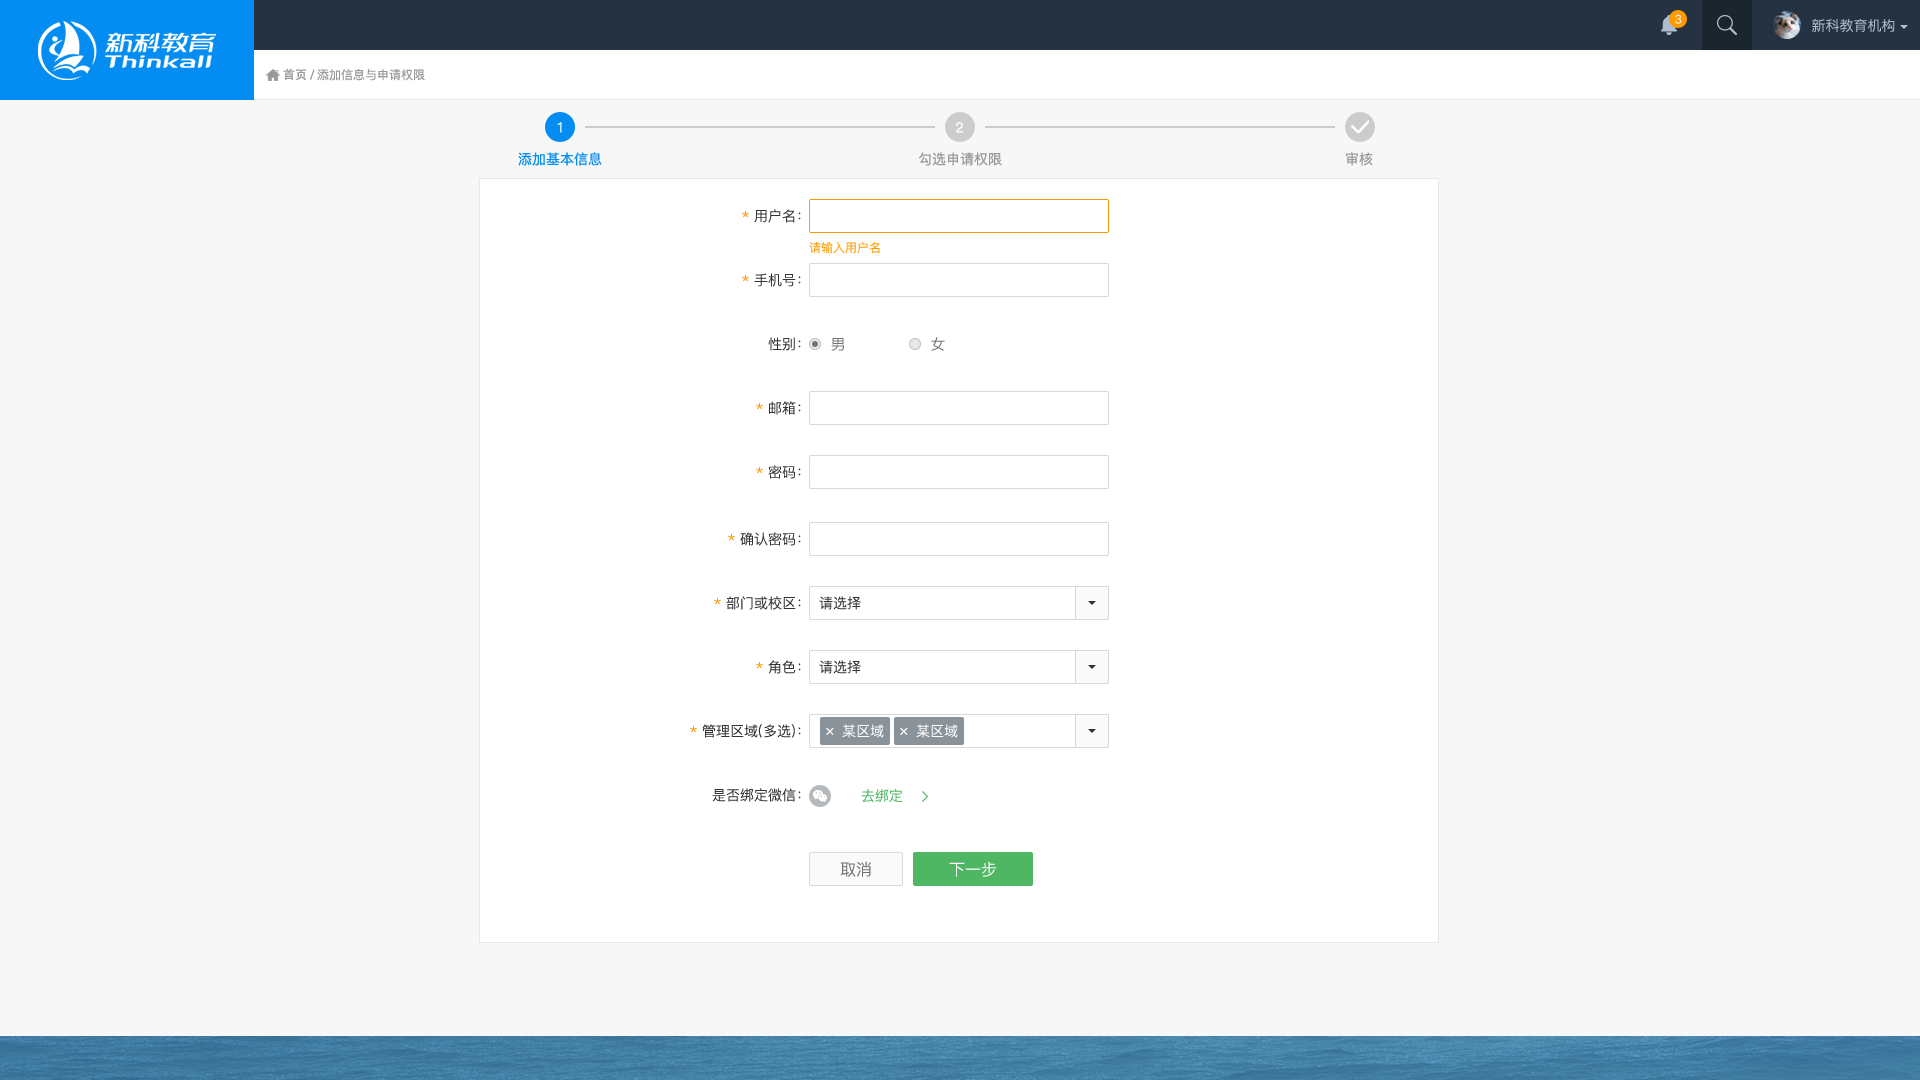 新科教育
Thinkall
3
新科教育机构
首页 / 添加信息与申请权限
1
2
添加基本信息
勾选申请权限
审核
* 用户名：
请输入用户名
* 手机号：
性别： 男 女
* 邮箱：
* 密码：
* 确认密码：
* 部门或校区： 请选择
* 角色： 请选择
* 管理区域(多选)： × 某区域 × 某区域
是否绑定微信： 去绑定 >
取消 下一步